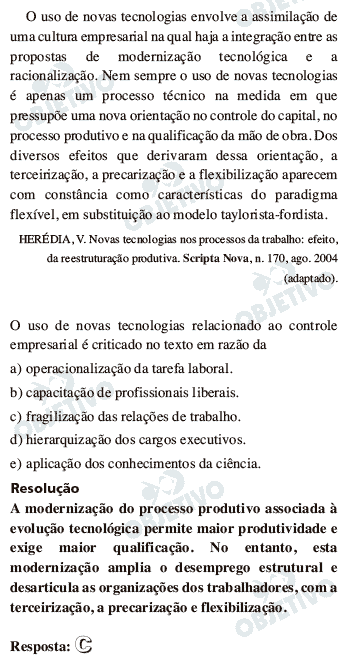 O uso de novas tecnologias envolve a assimilação de
uma cultura empresarial na qual haja a integração entre as
propostas de modernização tecnológica e a
racionalização. Nem sempre o uso de novas tecnologias
é apenas um processo técnico na medida em que
pressupõe uma nova orientação no controle do capital, no
processo produtivo e na qualificação da mão de obra. Dos
diversos efeitos que derivaram dessa orientação, a
terceirização, a precarização e a flexibilização aparecem
com constância como características do paradigma
flexível, em substituição ao modelo taylorista-fordista.
HERÉDIA, V. Novas tecnologias nos processos da trabalho: efeito,
da reestruturação produtiva. Scripta Nova, n. 170, ago. 2004
(adaptado).
O uso de novas tecnologias relacionado ao controle
empresarial é criticado no texto em razão da
a) operacionalização da tarefa laboral.
b) capacitação de profissionais liberais.
c) fragilização das relações de trabalho.
d) hierarquização dos cargos executivos.
e) aplicação dos conhecimentos da ciência.
Resolução
A modernização do processo produtivo associada à
evolução tecnológica permite maior produtividade e
exige maior qualificação. No entanto, esta
modernização amplia o desemprego estrutural e
desarticula as organizações dos trabalhadores, com a
terceirização, a precarização e flexibilização.
Resposta: C
OBJETIVO
OBJETIVO
OBJETIVO
OBJETIVO
OBJETIVO
OBJETIVO
OBJETIVO